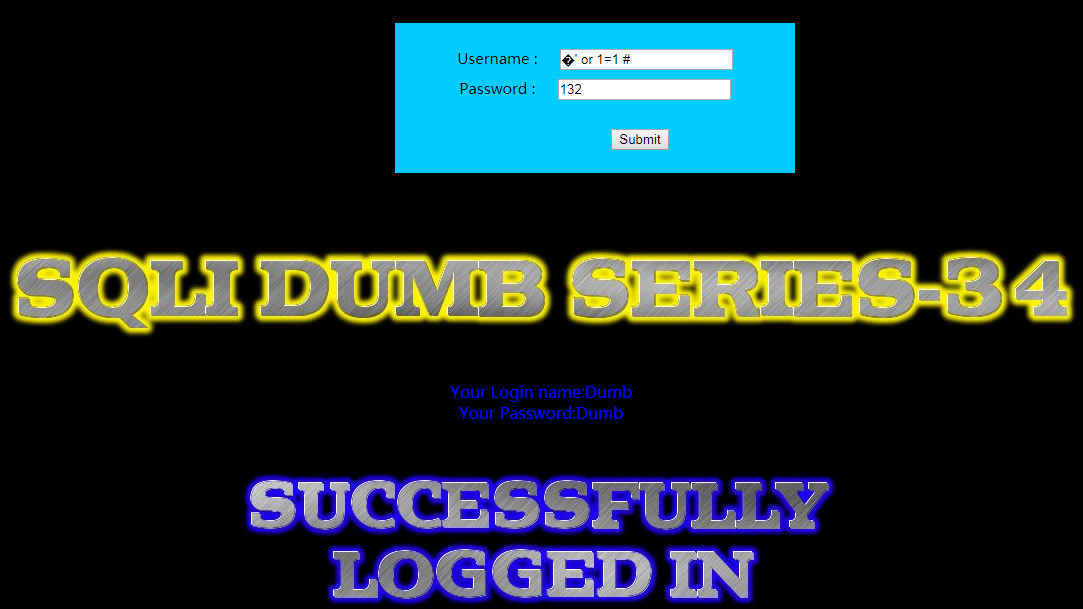 Username : �' or 1=1 #
Password : 132
Submit
SQLI DUMB SERIES-34
Your Login name:Dumb
Your Password:Dumb
SUCCESSFULLY
LOGGED IN